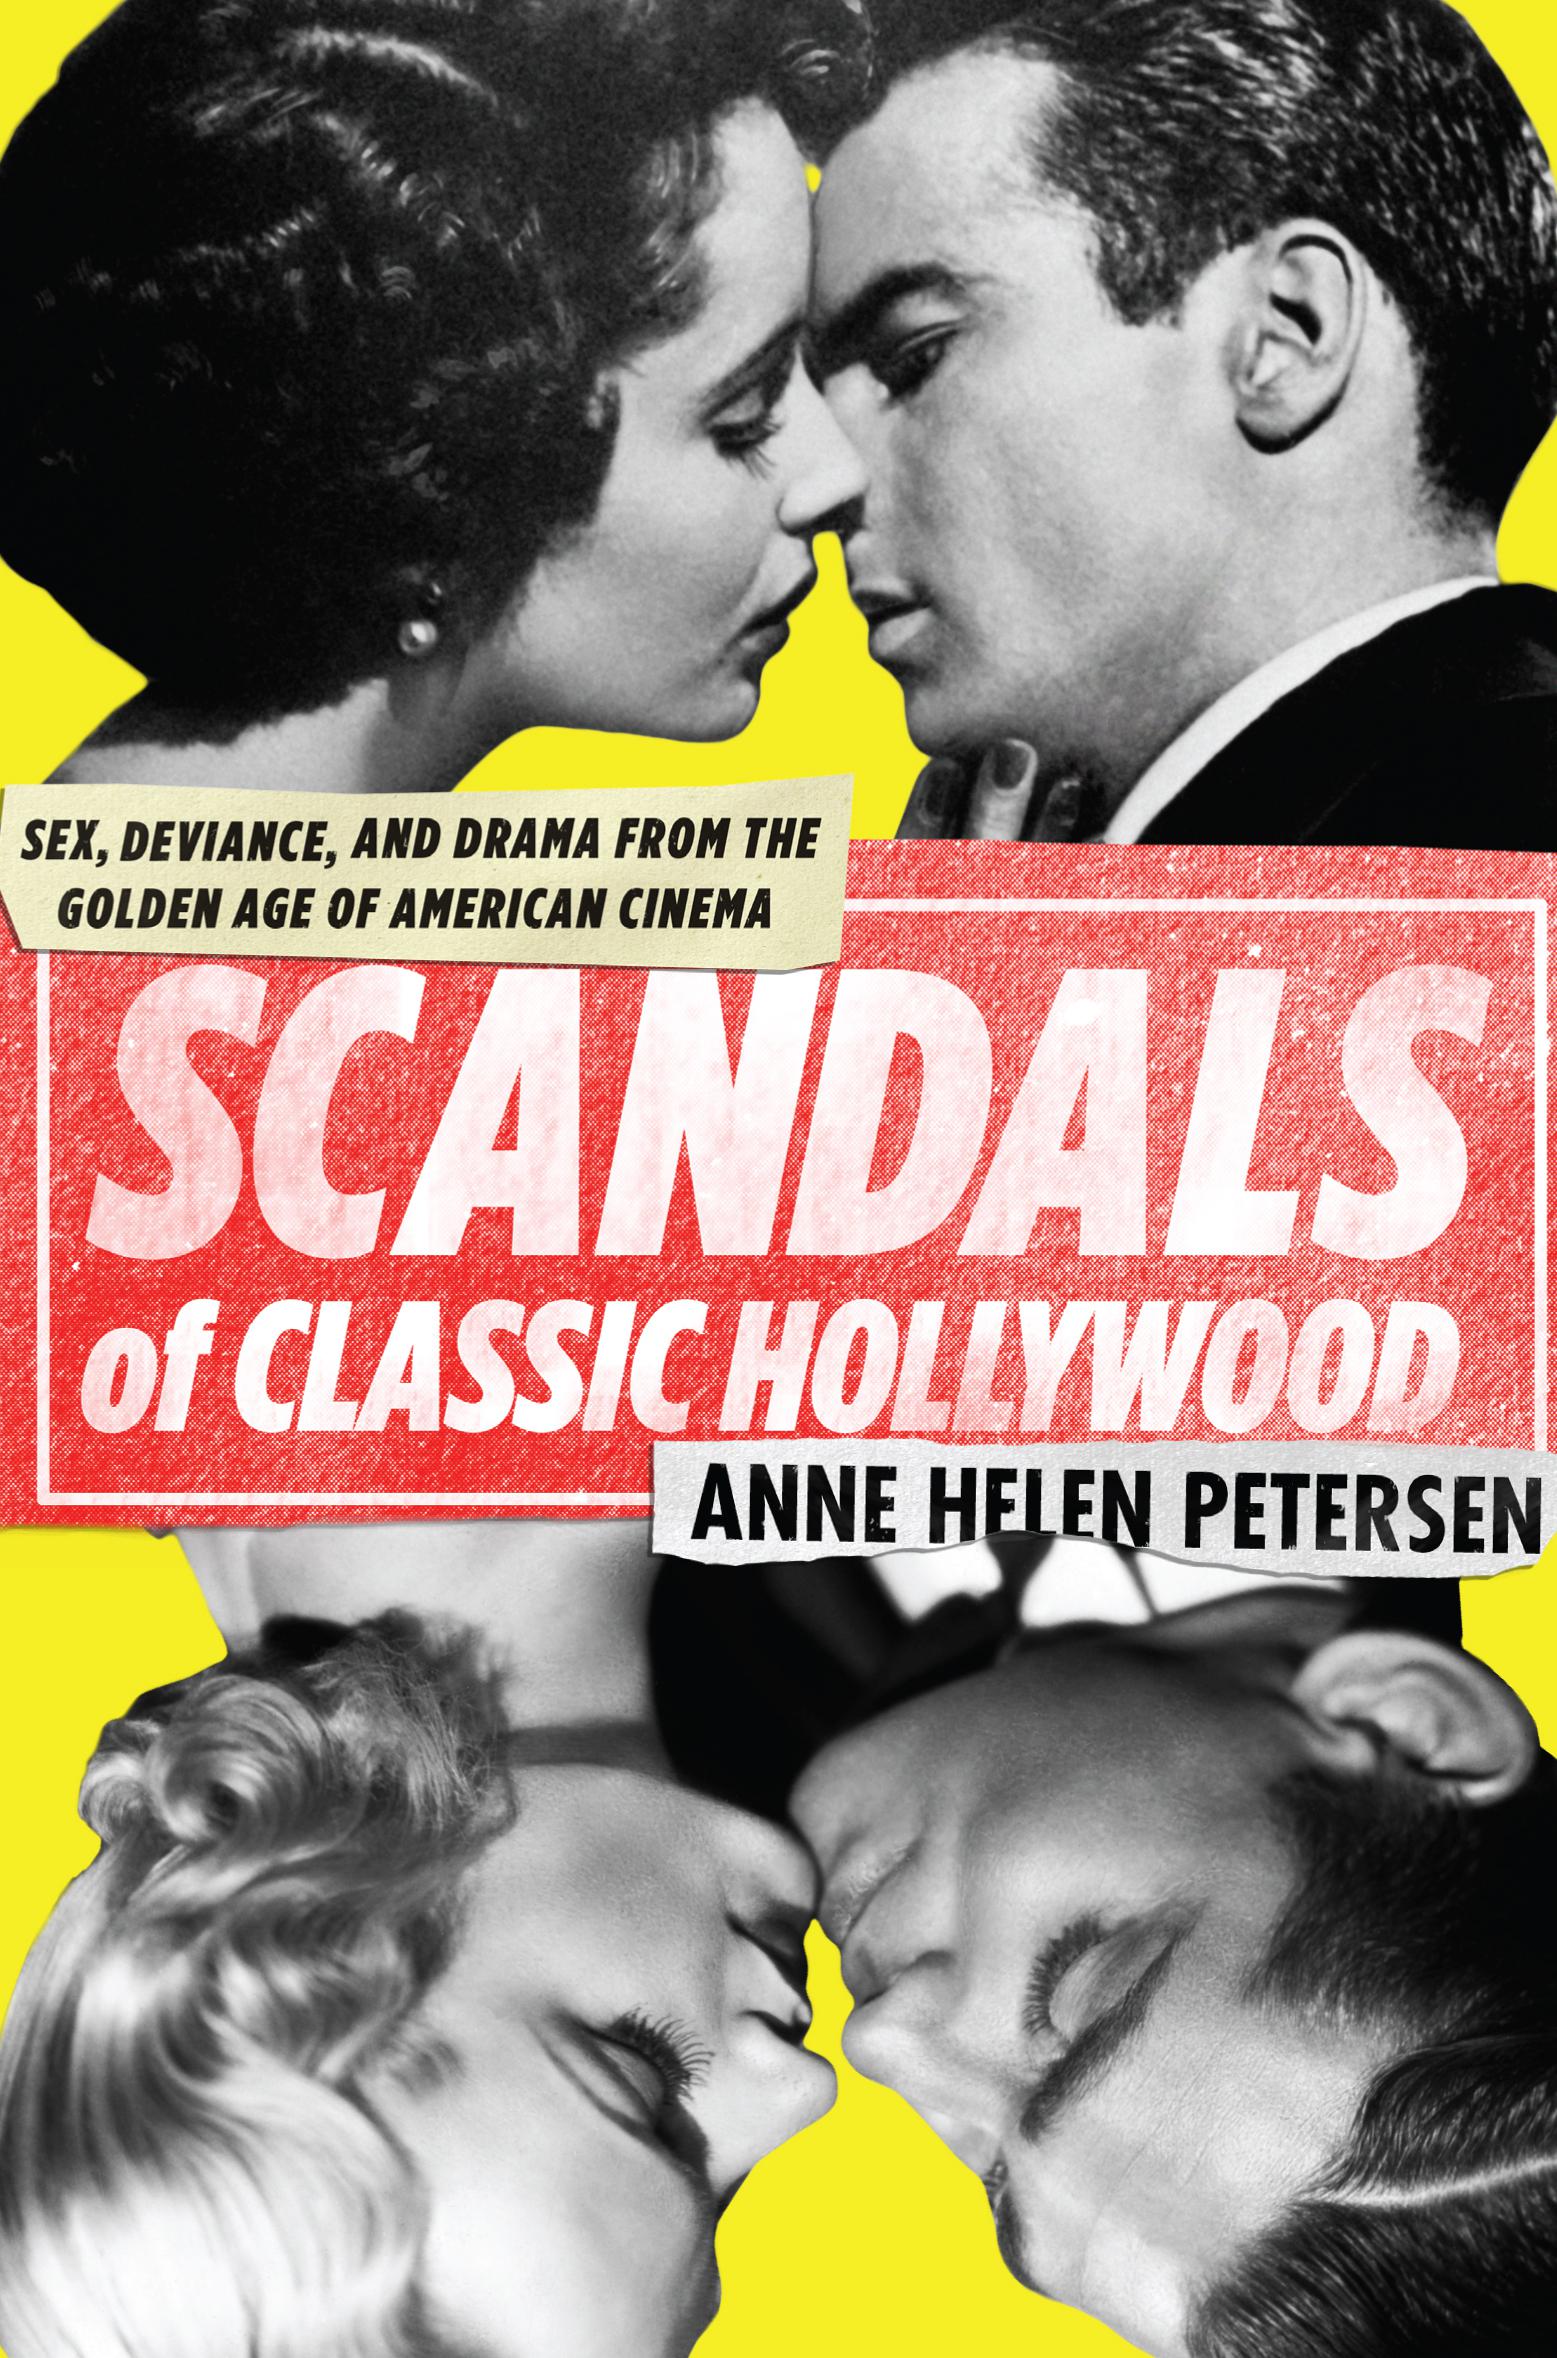 SEX, DEVIANCE, AND DRAMA FROM THE
GOLDEN AGE OF AMERICAN CINEMA
SCANDALS
of CLASSIC HOLLYWOOD
ANNE HELEN PETERSEN